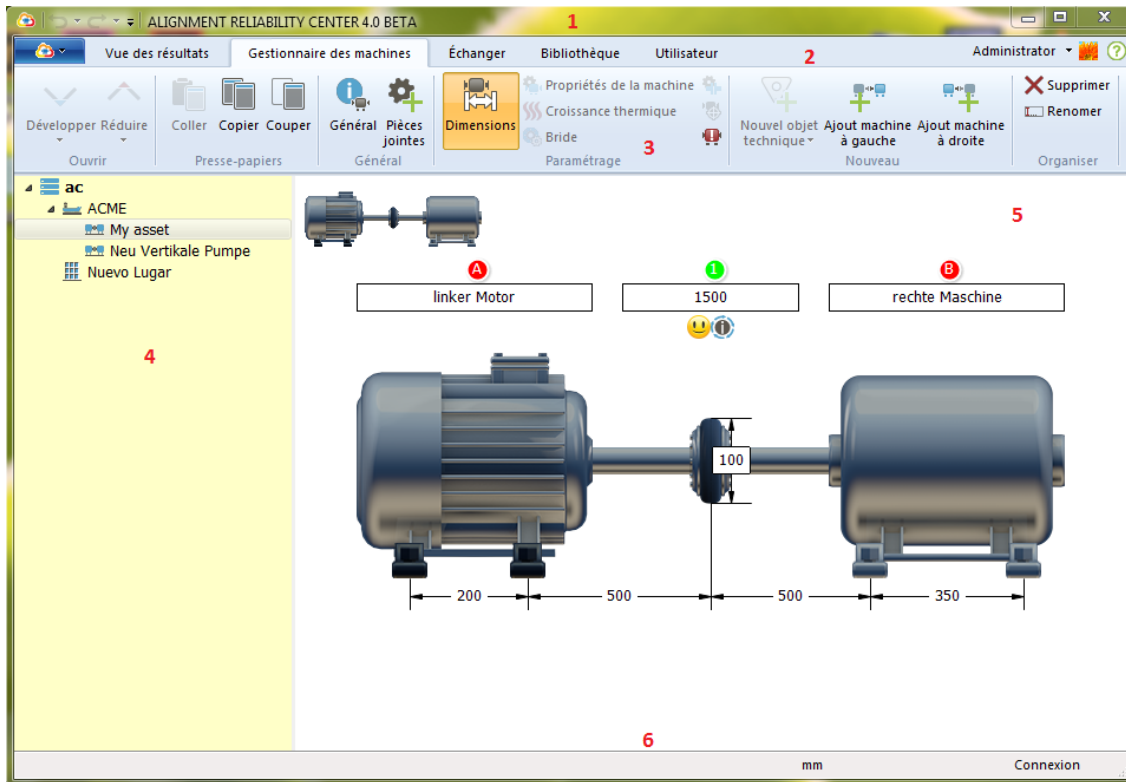 ALIGNMENT RELIABILITY CENTER 4.0 BETA
1
Vue des résultats
Gestionnaire des machines
Échanger
Bibliothèque
Utilisateur
2
Administrator
?
Développer
Réduire
Ouvrir
Coller
Copier
Couper
Presse-papiers
Général
Pièces
jointes
Général
Dimensions
Propriétés de la machine
Croissance thermique
Bride
3
Paramétrage
Nouvel objet
technique
Ajout machine
à gauche
Ajout machine
à droite
Nouveau
Supprimer
Renomer
Organiser
ac
ACME
My asset
Neu Vertikale Pumpe
Nuevo Lugar
4
5
A
1
B
linker Motor
1500
rechte Maschine
100
200
500
500
350
6
mm
Connexion